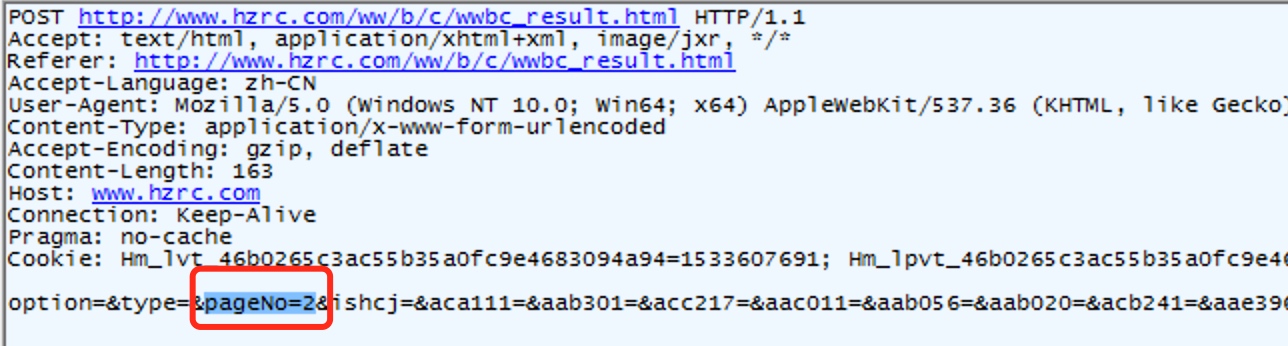 POST http://www.hzrc.com/ww/b/c/wwbc_result.html HTTP/1.1
Accept: text/html, application/xhtml+xml, image/jxr, */*
Referer: http://www.hzrc.com/ww/b/c/wwbc_result.html
Accept-Language: zh-CN
User-Agent: Mozilla/5.0 (Windows NT 10.0; Win64; x64) AppleWebKit/537.36 (KHTML, like Gecko)
Content-Type: application/x-www-form-urlencoded
Accept-Encoding: gzip, deflate
Content-Length: 163
Host: www.hzrc.com
Connection: Keep-Alive
Pragma: no-cache
Cookie: Hm_lvt_46b0265c3ac55b35a0fc9e4683094a94=1533607691; Hm_lpvt_46b0265c3ac55b35a0fc9e46
option=&type=&pageNo=2&ishcj=&aca111=&aab301=&acc217=&aac011=&aab056=&aab020=&acb241=&aae396